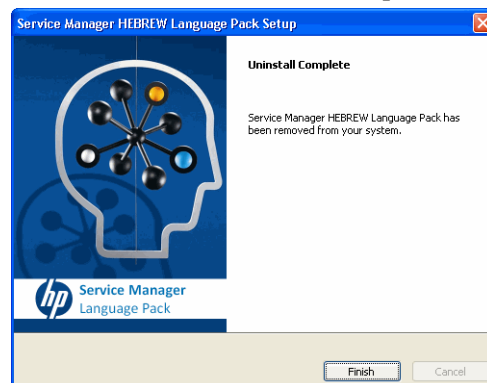 Service Manager HEBREW Language Pack Setup
Uninstall Complete
Service Manager HEBREW Language Pack has
been removed from your system.
hp
Service Manager
Language Pack
Finish
Cancel